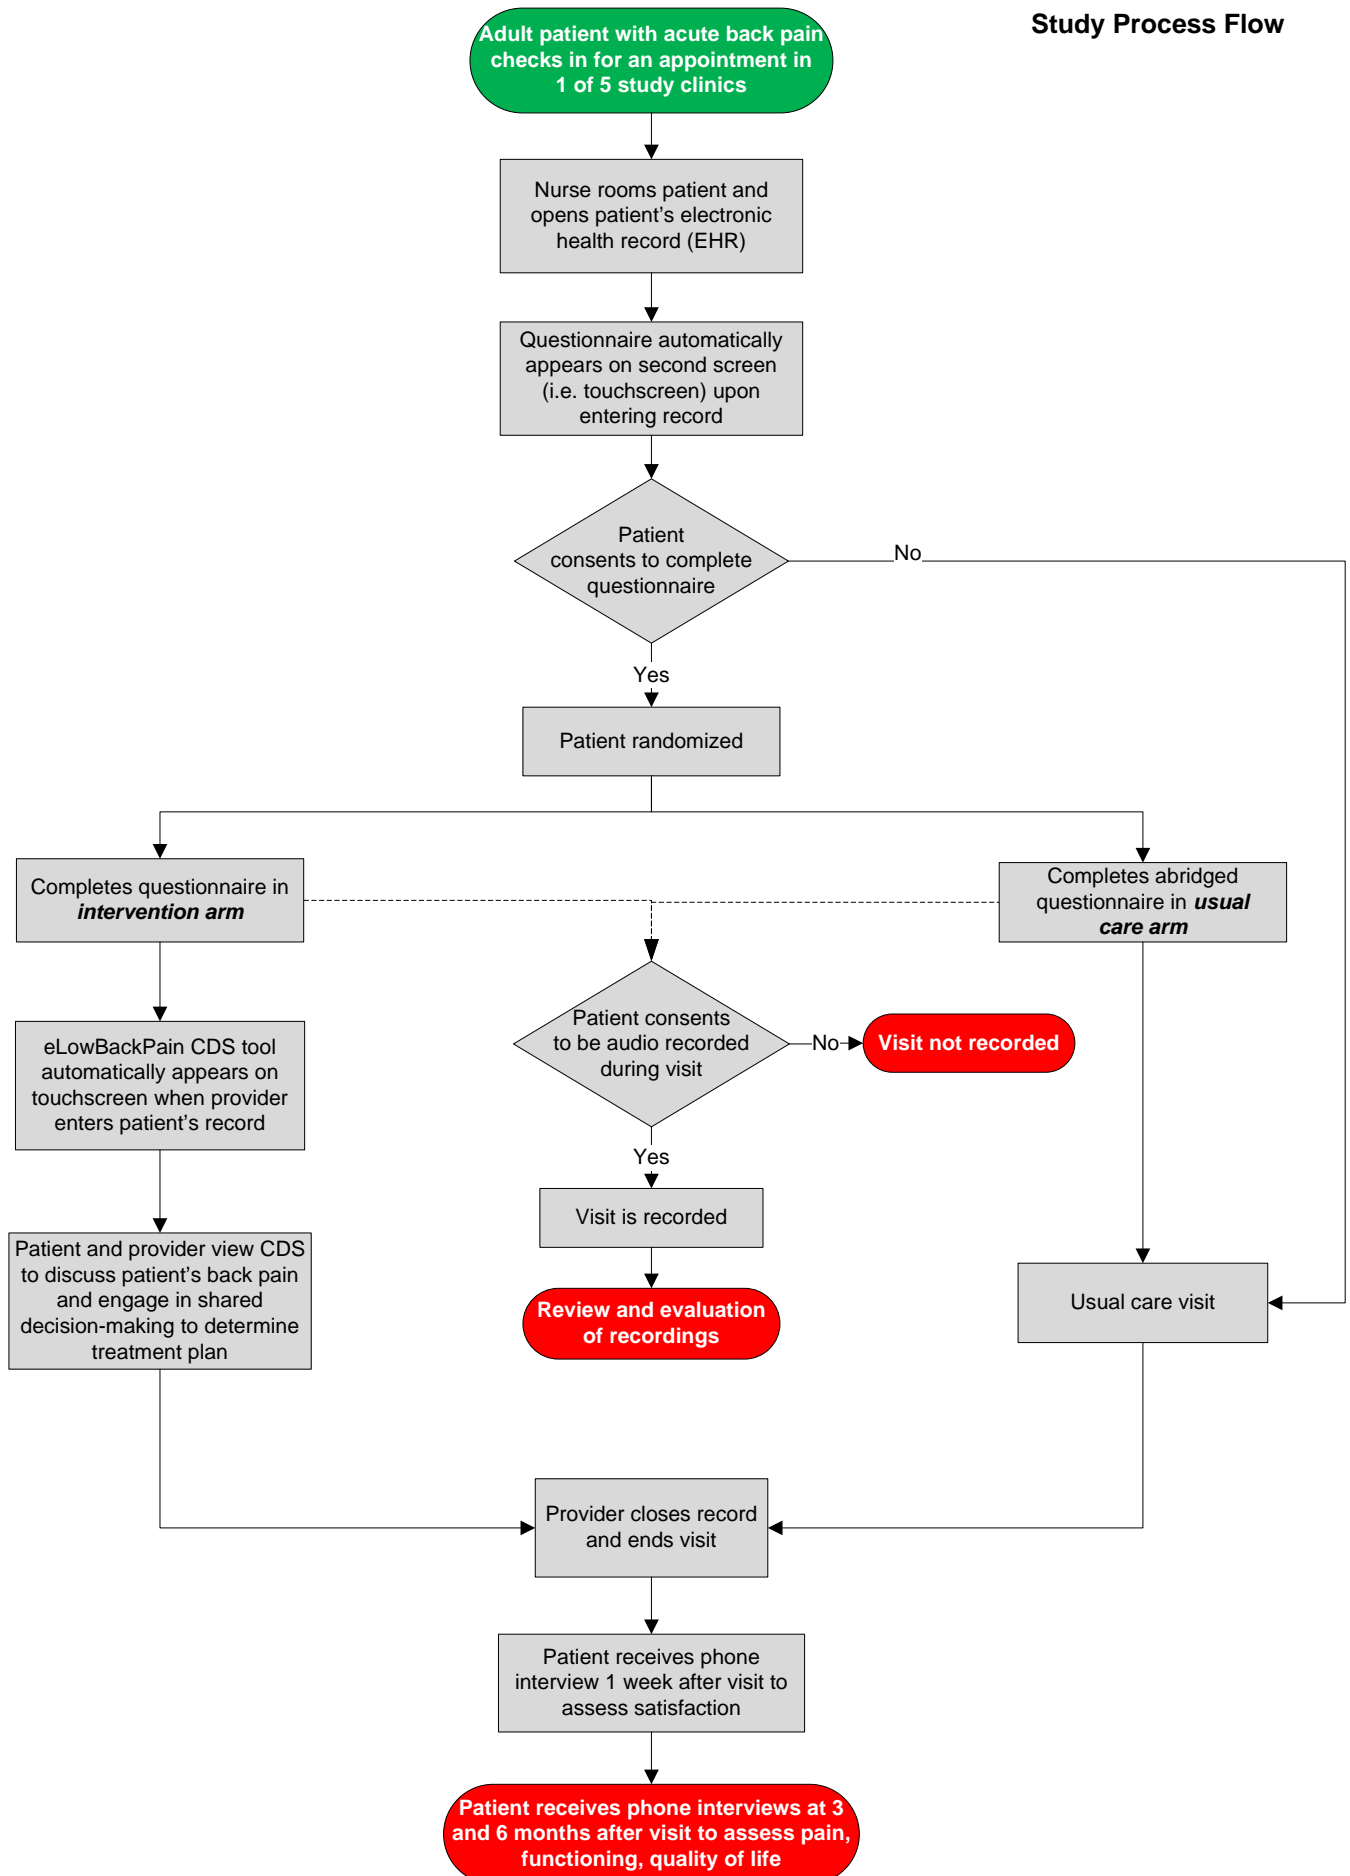 Study Process Flow
Adult patient with acute back pain
checks in for an appointment in
1 of 5 study clinics
Nurse rooms patient and
opens patient’s electronic
health record (EHR)
Questionnaire automatically
appears on second screen
(i.e. touchscreen) upon
entering record
Patient
consents to complete
questionnaire
No
Yes
Patient randomized
Completes questionnaire in
intervention arm
Completes abridged
questionnaire in usual
care arm
eLowBackPain CDS tool
automatically appears on
touchscreen when provider
enters patient’s record
Patient consents
to be audio recorded
during visit
No
Visit not recorded
Yes
Visit is recorded
Patient and provider view CDS
to discuss patient’s back pain
and engage in shared
decision-making to determine
treatment plan
Review and evaluation
of recordings
Usual care visit
Provider closes record
and ends visit
Patient receives phone
interview 1 week after visit to
assess satisfaction
Patient receives phone interviews at 3
and 6 months after visit to assess pain,
functioning, quality of life